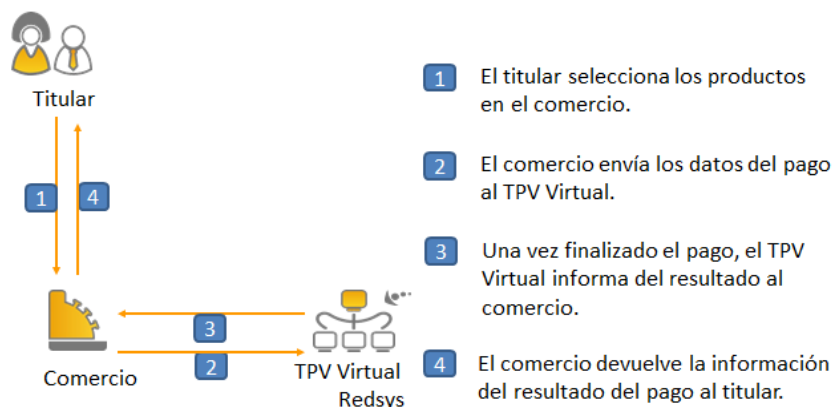 Titular
1
4
Comercio
3
2
TPV Virtual
Redsys
1 El titular selecciona los productos
en el comercio.
2 El comercio envía los datos del pago
al TPV Virtual.
3 Una vez finalizado el pago, el TPV
Virtual informa del resultado al
comercio.
4 El comercio devuelve la información
del resultado del pago al titular.